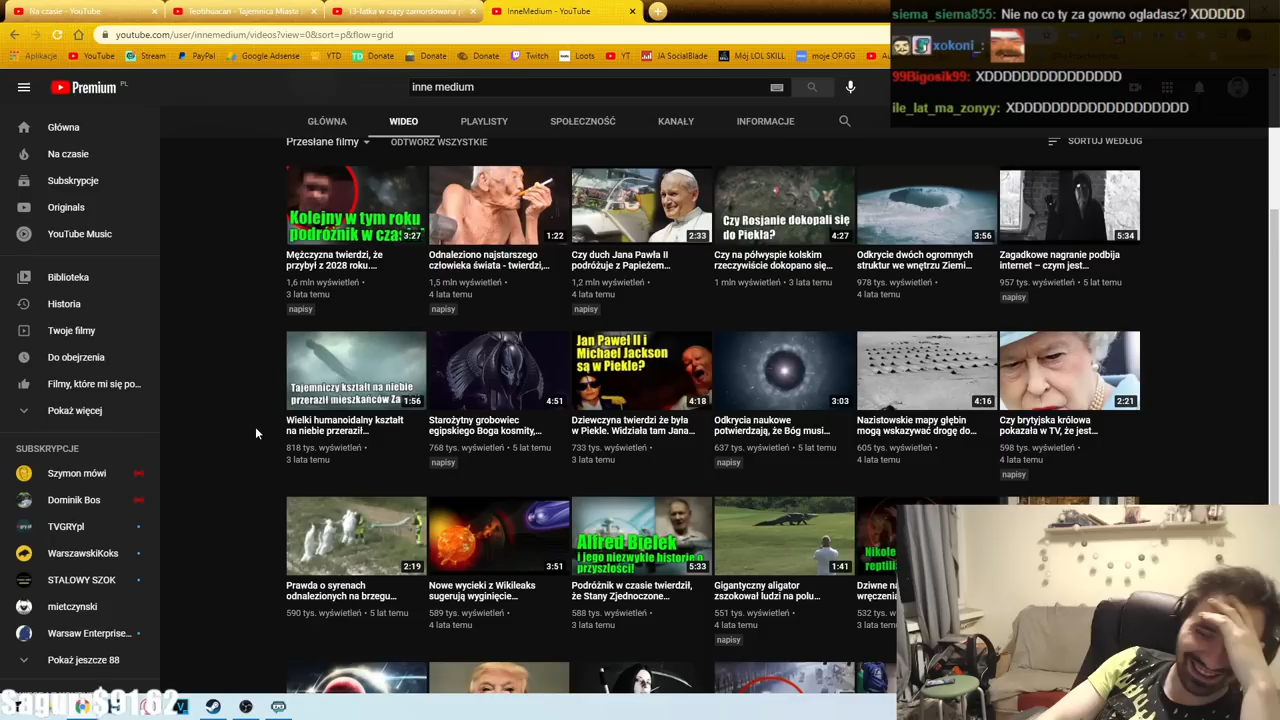 Na czasie - YouTube
Teotihuacan - Tajemnica Miasta
13-latka w ciąży zamordowana
InneMedium - YouTube
youtube.com/user/innemedium/videos?view=0&sort=p&flow=grid
Aplikacje YouTube Stream PayPal Google Adsense YTD Donate Donate Donate Twitch Loots YT JA SocialBlade Mój LOL SKILL moje OP.GG
siema_siema855: Nie no co ty za gowno ogladasz? XDDDDD
xokoni_:
99Bigosik99: XDDDDDDDDDDDDDDD
ile_lat_ma_zonyy: XDDDDDDDDDDDDDDDDDDD
Premium PL
inne medium
GŁÓWNA WIDEO PLAYLISTY SPOŁECZNOŚĆ KANAŁY INFORMACJE
Przesłane filmy ODTWÓRZ WSZYSTKIE SORTUJ WEDŁUG
Główna
Na czasie
Subskrypcje
Originals
YouTube Music
Biblioteka
Historia
Twoje filmy
Do obejrzenia
Filmy, które mi się po...
Pokaż więcej
SUBSKRYPCJE
Szymon mówi
Dominik Bos
TVGRYpl
WarszawskiKoks
STALOWY SZOK
mietczynski
Warsaw Enterprise...
Pokaż jeszcze 88
Kolejny w tym roku
podróżnik w
3:27
Mężczyzna twierdzi, że
przybył z 2028 roku....
1,6 mln wyświetleń •
3 lata temu
napisy
1:22
Odnaleziono najstarszego
człowieka świata - twierdzi,...
1,5 mln wyświetleń •
4 lata temu
napisy
2:33
Czy duch Jana Pawła II
podróżuje z Papieżem...
1,2 mln wyświetleń •
4 lata temu
napisy
Czy Rosjanie dokopali się
do Piekła?
4:27
Czy na półwyspie kolskim
rzeczywiście dokopano się...
1 mln wyświetleń • 3 lata temu
3:56
Odkrycie dwóch ogromnych
struktur we wnętrzu Ziemi...
978 tys. wyświetleń •
4 lata temu
5:34
Zagadkowe nagranie podbija
internet – czym jest...
957 tys. wyświetleń • 5 lat temu
napisy
Tajemniczy kształt na niebie
przeraził mieszkańców
1:56
Wielki humanoidalny kształt
na niebie przeraził...
818 tys. wyświetleń •
3 lata temu
4:51
Starożytny grobowiec
egipskiego Boga kosmity,...
768 tys. wyświetleń • 5 lat temu
napisy
Jan Paweł II i
Michael Jackson
są w Piekle?
4:18
Dziewczyna twierdzi że była
w Piekle. Widziała tam Jana...
733 tys. wyświetleń •
3 lata temu
3:03
Odkrycia naukowe
potwierdzają, że Bóg musi...
637 tys. wyświetleń • 5 lat temu
napisy
4:16
Nazistowskie mapy głębin
mogą wskazywać drogę do...
605 tys. wyświetleń •
4 lata temu
2:21
Czy brytyjska królowa
pokazała w TV, że jest...
598 tys. wyświetleń •
4 lata temu
napisy
2:19
Prawda o syrenach
odnalezionych na brzegu...
590 tys. wyświetleń • 5 lat temu
3:51
Nowe wycieki z Wikileaks
sugerują wyginięcie...
589 tys. wyświetleń •
4 lata temu
Alfred Bielek
i jego niezwykłe historie o
przyszłości!
5:33
Podróżnik w czasie twierdził,
że Stany Zjednoczone...
588 tys. wyświetleń •
3 lata temu
1:41
Gigantyczny aligator
zszokował ludzi na polu...
551 tys. wyświetleń •
4 lata temu
napisy
Nikole
reptili
Dziwne
wręczenia
532 tys.
4 lata temu